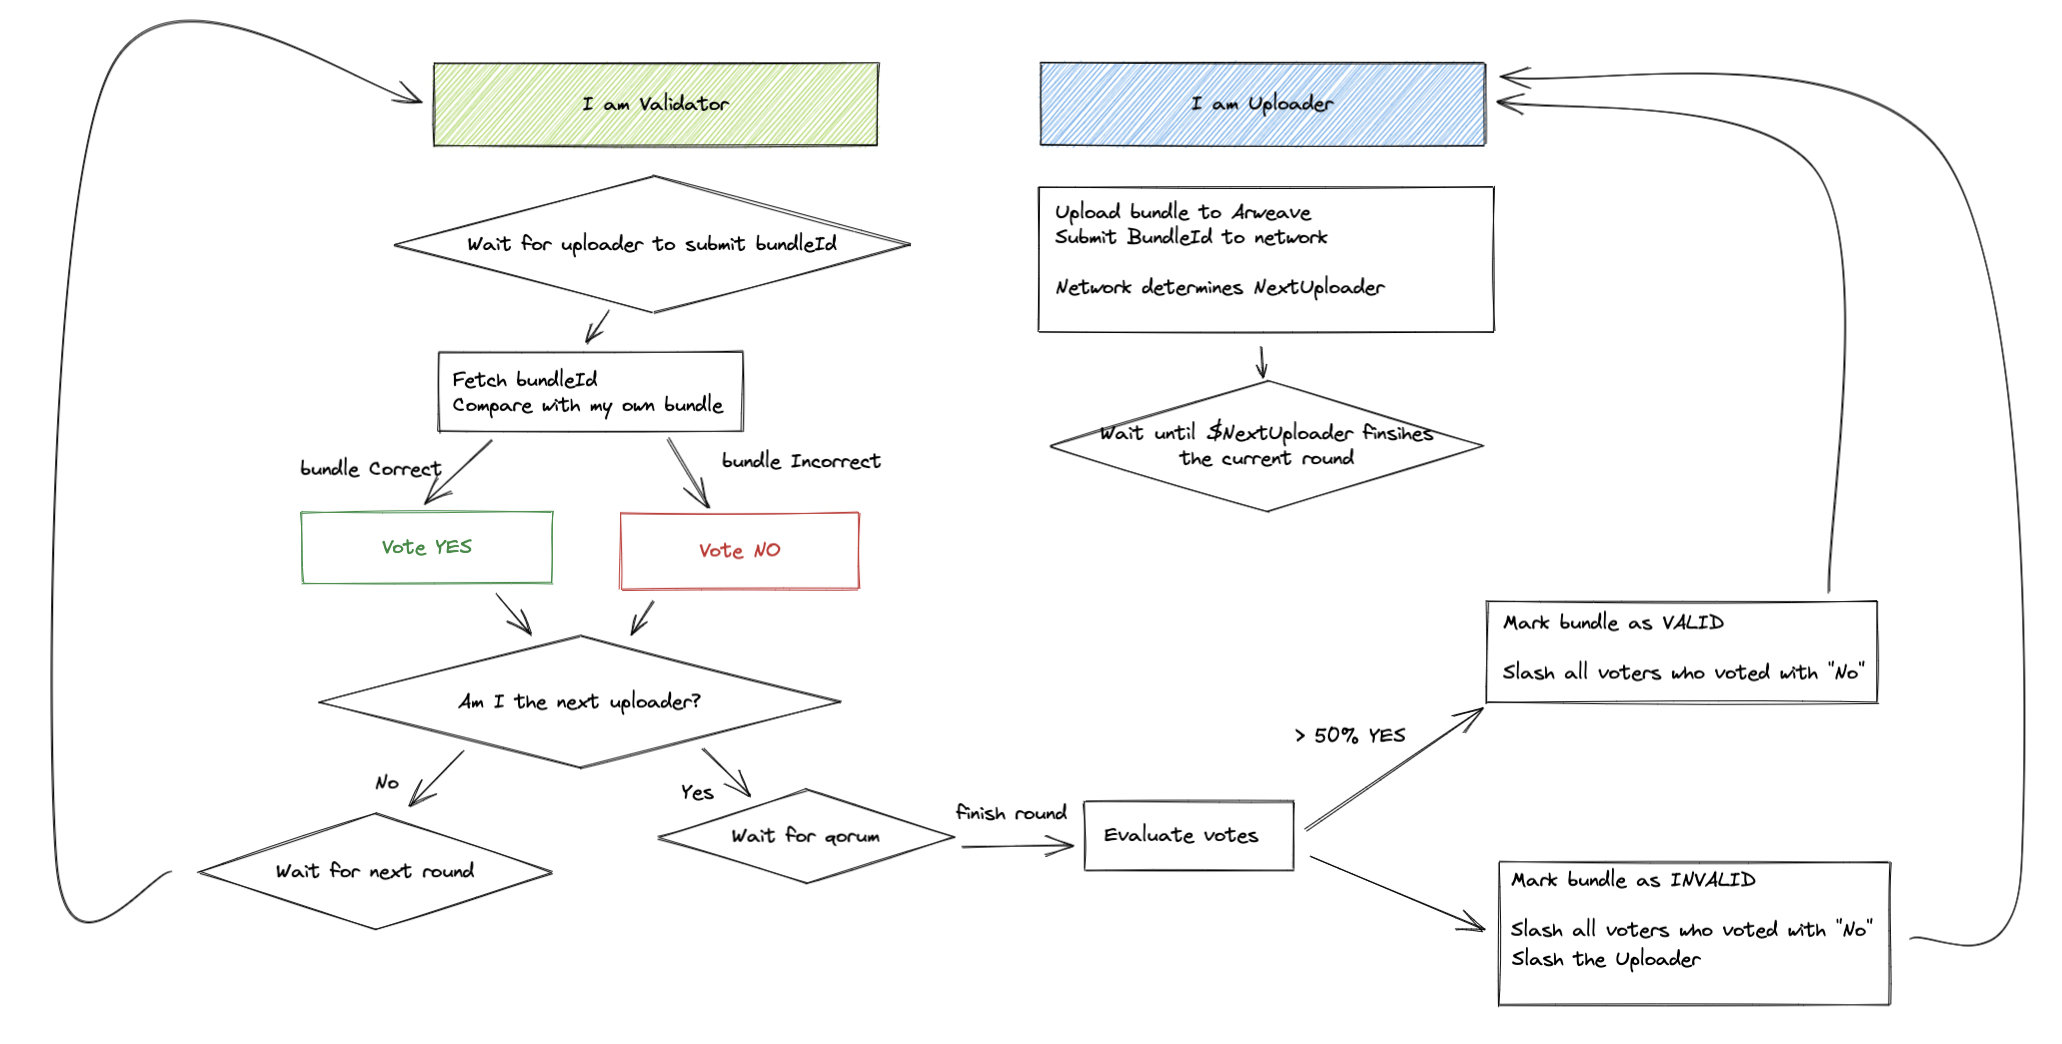 I am Validator
I am Uploader
Wait for uploader to submit bundleId
Upload bundle to Arweave
Submit BundleId to network
Network determines NextUploader
Fetch bundleId
Compare with my own bundle
Wait until $NextUploader finsihes
the current round
bundle Correct
bundle Incorrect
Vote YES
Vote NO
Am I the next uploader?
No
Yes
Wait for next round
Wait for qorum
finish round
Evaluate votes
> 50% YES
Mark bundle as VALID
Slash all voters who voted with "No"
Mark bundle as INVALID
Slash all voters who voted with "No"
Slash the Uploader